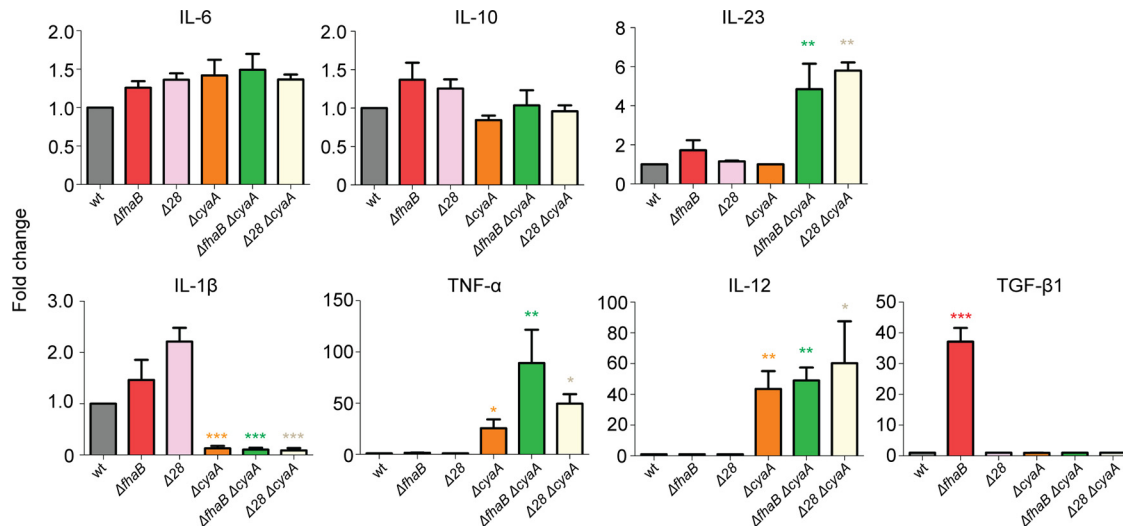 IL-6
2.0
1.5
1.0
0.5
0
wt
ΔfhaB
Δ28
ΔcyaA
ΔfhaB ΔcyaA
Δ28 ΔcyaA
IL-10
2.0
1.5
1.0
0.5
0
wt
ΔfhaB
Δ28
ΔcyaA
ΔfhaB ΔcyaA
Δ28 ΔcyaA
IL-23
8
6
4
2
0
**
**
wt
ΔfhaB
Δ28
ΔcyaA
ΔfhaB ΔcyaA
Δ28 ΔcyaA
Fold change
IL-1β
3.0
2.0
1.0
0
***
***
***
wt
ΔfhaB
Δ28
ΔcyaA
ΔfhaB ΔcyaA
Δ28 ΔcyaA
TNF-α
150
100
50
0
*
**
*
wt
ΔfhaB
Δ28
ΔcyaA
ΔfhaB ΔcyaA
Δ28 ΔcyaA
IL-12
100
80
60
40
20
0
**
**
*
wt
ΔfhaB
Δ28
ΔcyaA
ΔfhaB ΔcyaA
Δ28 ΔcyaA
TGF-β1
50
40
30
20
10
0
***
wt
ΔfhaB
Δ28
ΔcyaA
ΔfhaB ΔcyaA
Δ28 ΔcyaA